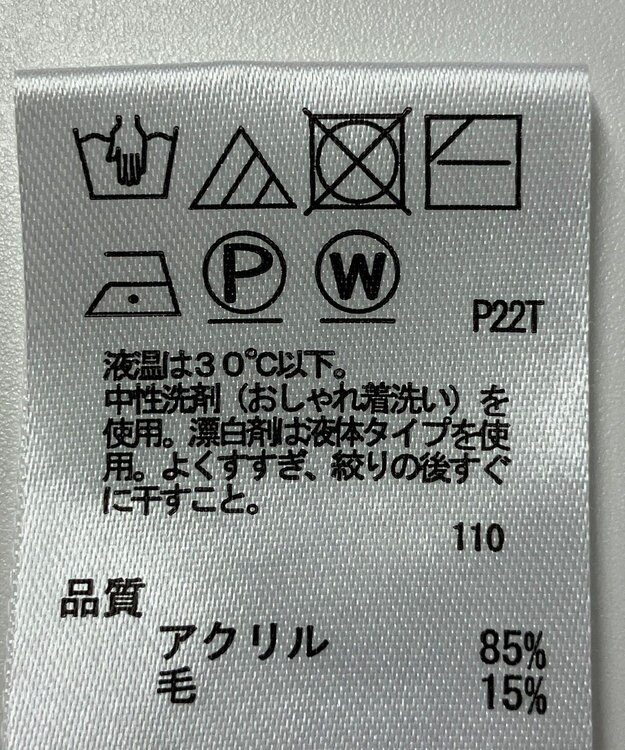 P W
P22T
液温は30℃以下。
中性洗剤（おしゃれ着洗い）を
使用。漂白剤は液体タイプを使
用。よくすすぎ、絞りの後すぐ
に干すこと。
110
品質
アクリル 85%
毛 15%